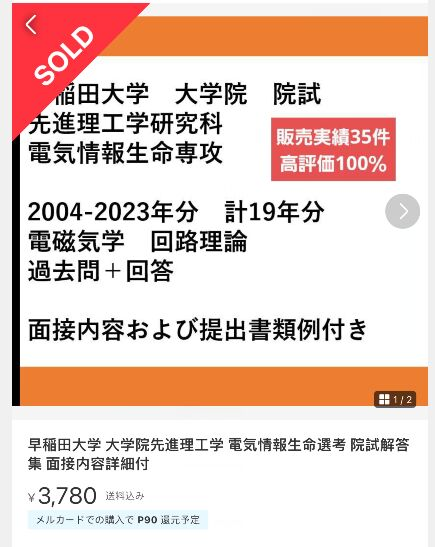 SOLD
稲田大学 大学院 院試
先進理工学研究科
電気情報生命専攻
販売実績35件
高評価100%
2004-2023年分 計19年分
電磁気学 回路理論
過去問＋回答
面接内容および提出書類例付き
1 / 2
早稲田大学 大学院先進理工学 電気情報生命選考 院試解答
集 面接内容詳細付
¥3,780 送料込み
メルカードでの購入で P90 還元予定